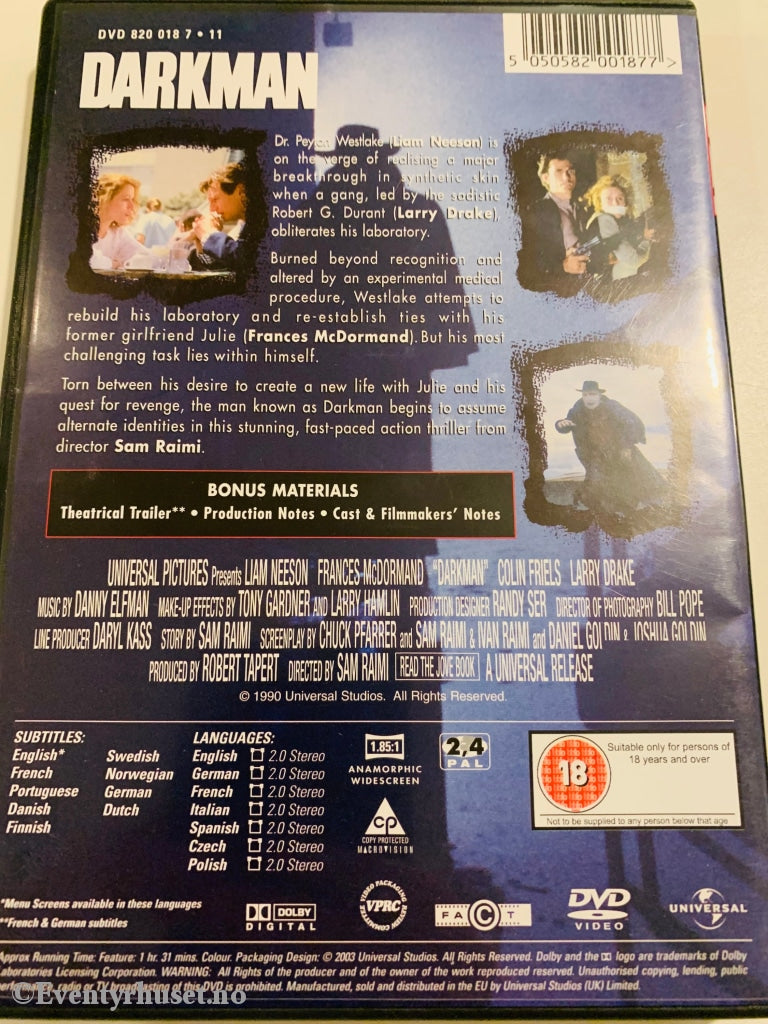 DVD 820 018 7 • 11
5 050582 001877 >
DARKMAN
Dr. Peyton Westlake (Liam Neeson) is
on the verge of realising a major
breakthrough in synthetic skin
when a gang, led by the sadistic
Robert G. Durant (Larry Drake),
obliterates his laboratory.
Burned beyond recognition and
altered by an experimental medical
procedure, Westlake attempts to
rebuild his laboratory and re-establish ties with his
former girlfriend Julie (Frances McDormand). But his most
challenging task lies within himself.
Torn between his desire to create a new life with Julie and his
quest for revenge, the man known as Darkman begins to assume
alternate identities in this stunning, fast-paced action thriller from
director Sam Raimi.
BONUS MATERIALS
Theatrical Trailer** • Production Notes • Cast & Filmmakers' Notes
UNIVERSAL PICTURES Presents LIAM NEESON FRANCES McDORMAND "DARKMAN" COLIN FRIELS LARRY DRAKE
MUSIC BY DANNY ELFMAN MAKE-UP EFFECTS BY TONY GARDNER AND LARRY HAMLIN PRODUCTION DESIGNER RANDY SER DIRECTOR OF PHOTOGRAPHY BILL POPE
LINE PRODUCER DARYL KASS STORY BY SAM RAIMI SCREENPLAY BY CHUCK PFARRER and SAM RAIMI & IVAN RAIMI and DANIEL GOLDIN & JOSHUA GOLDIN
PRODUCED BY ROBERT TAPERT DIRECTED BY SAM RAIMI READ THE JOVE BOOK A UNIVERSAL RELEASE
© 1990 Universal Studios. All Rights Reserved.
SUBTITLES:
English* Swedish
French Norwegian
Portuguese German
Danish Dutch
Finnish
LANGUAGES:
English 2.0 Stereo
German 2.0 Stereo
French 2.0 Stereo
Italian 2.0 Stereo
Spanish 2.0 Stereo
Czech 2.0 Stereo
Polish 2.0 Stereo
1.85:1
ANAMORPHIC
WIDESCREEN
2,4
PAL
CP
COPY PROTECTED
MACROVISION
18
Suitable only for persons of
18 years and over
Not to be supplied to any person below that age
*Menu Screens available in these languages
**French & German subtitles
DOLBY
DIGITAL
VIDEO PACKAGING REVIEW COMMITTEE
VPRC
FACT
DVD
VIDEO
UNIVERSAL
Approx Running Time: Feature: 1 hr. 31 mins. Colour. Packaging Design: © 2003 Universal Studios. All Rights Reserved. Dolby and the logo are trademarks of Dolby
Laboratories Licensing Corporation. WARNING: All Rights of the producer and of the owner of the work reproduced reserved. Unauthorised copying, lending, public
performance, radio or TV broadcasting of this DVD is prohibited. Manufactured, sold and distributed in the EU by Universal Studios (UK) Limited.
©Eventyrhuset.no